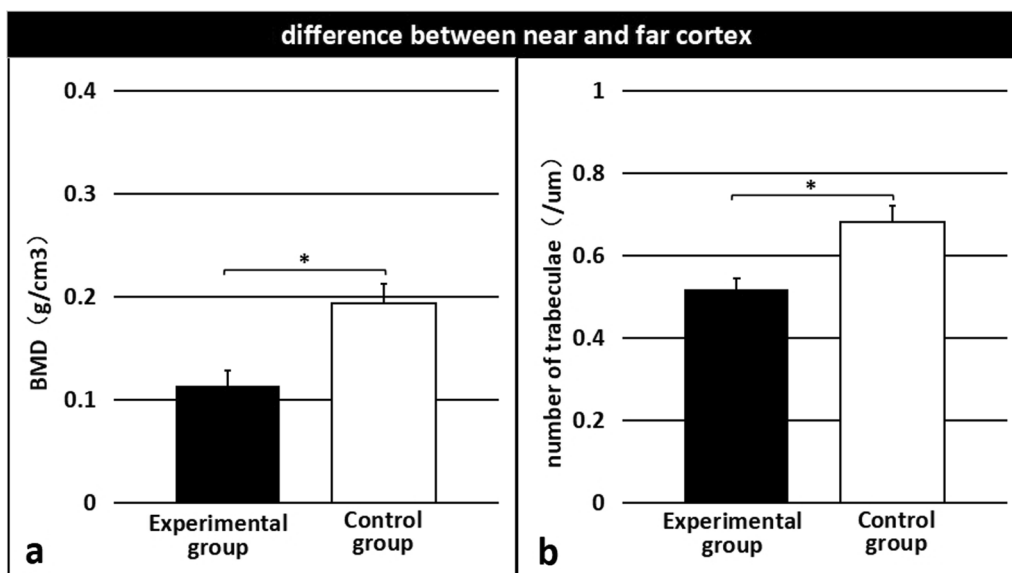 difference between near and far cortex
BMD（g/cm3）
0.4
0.3
0.2
0.1
0
*
Experimental
group
Control
group
a
number of trabeculae（/um）
1
0.8
0.6
0.4
0.2
0
*
Experimental
group
Control
group
b